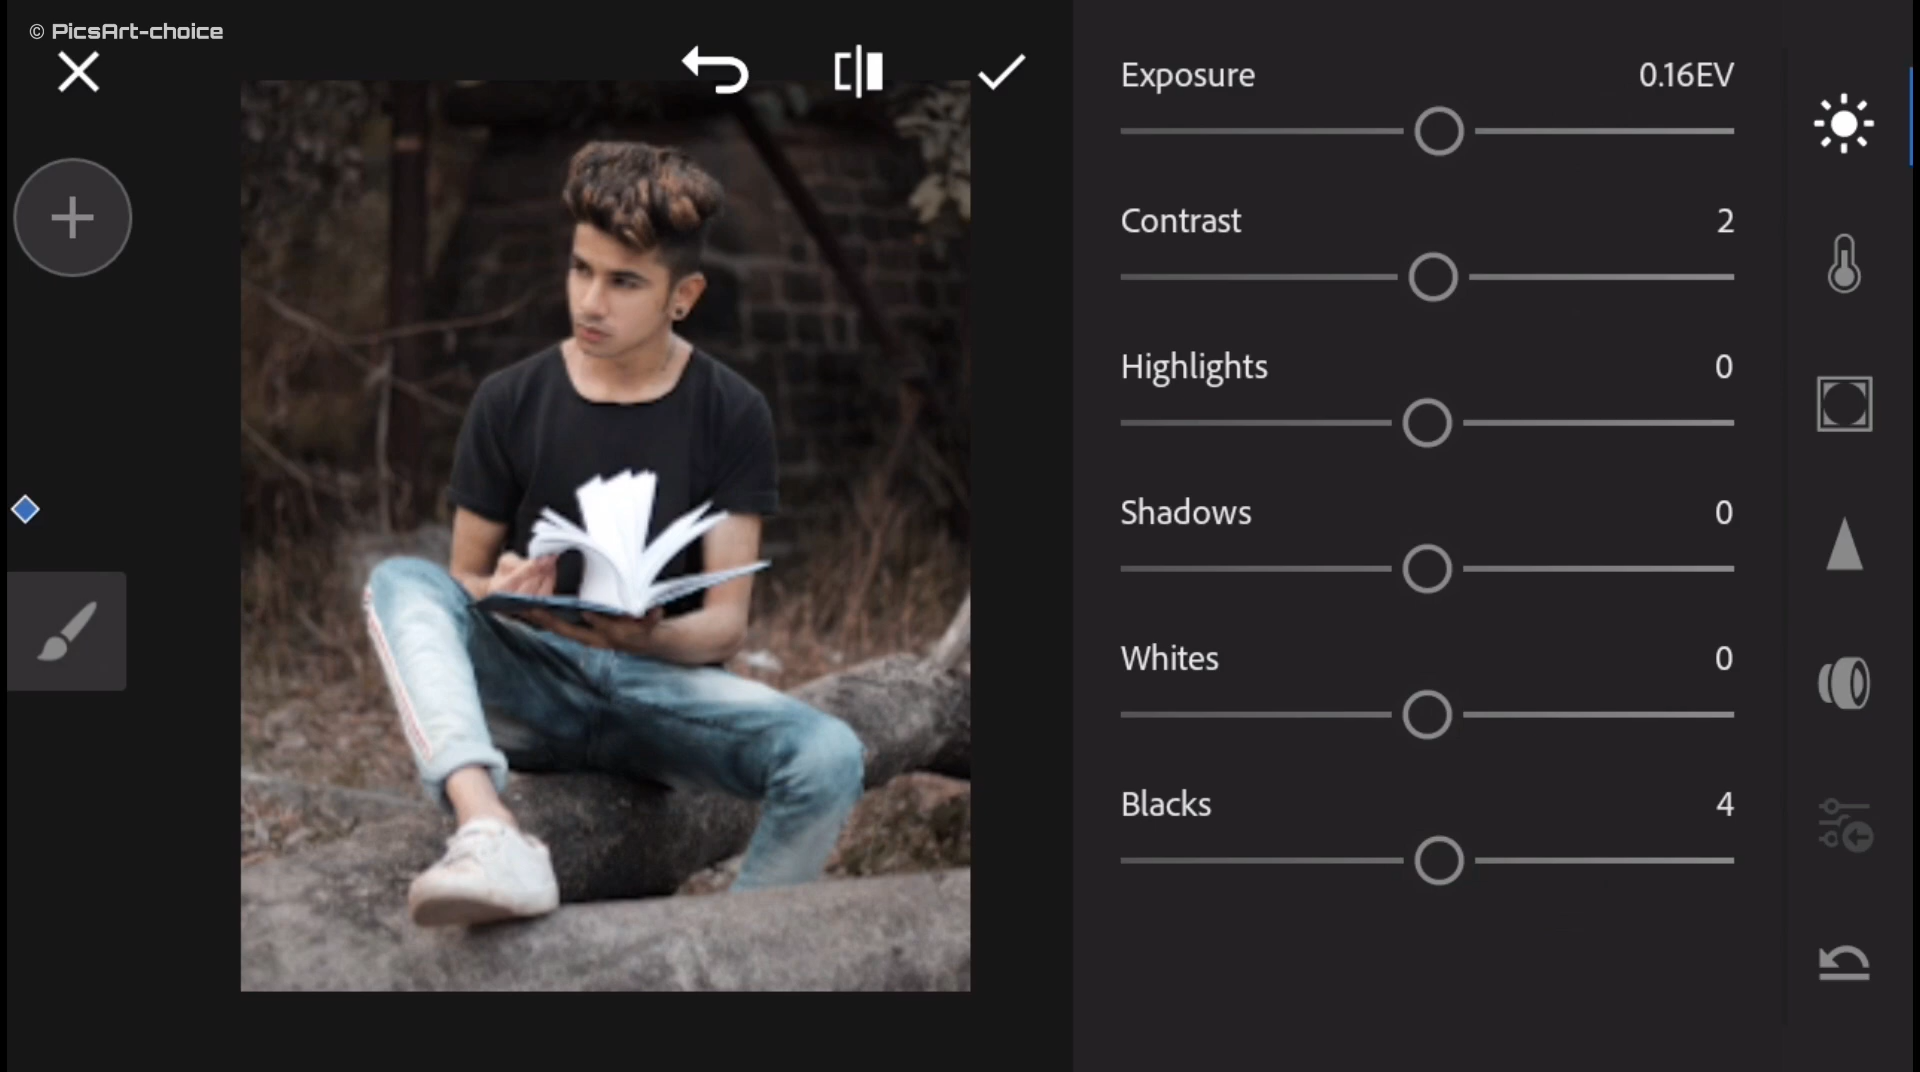 © PicsArt-choice
Exposure 0.16EV
Contrast 2
Highlights 0
Shadows 0
Whites 0
Blacks 4